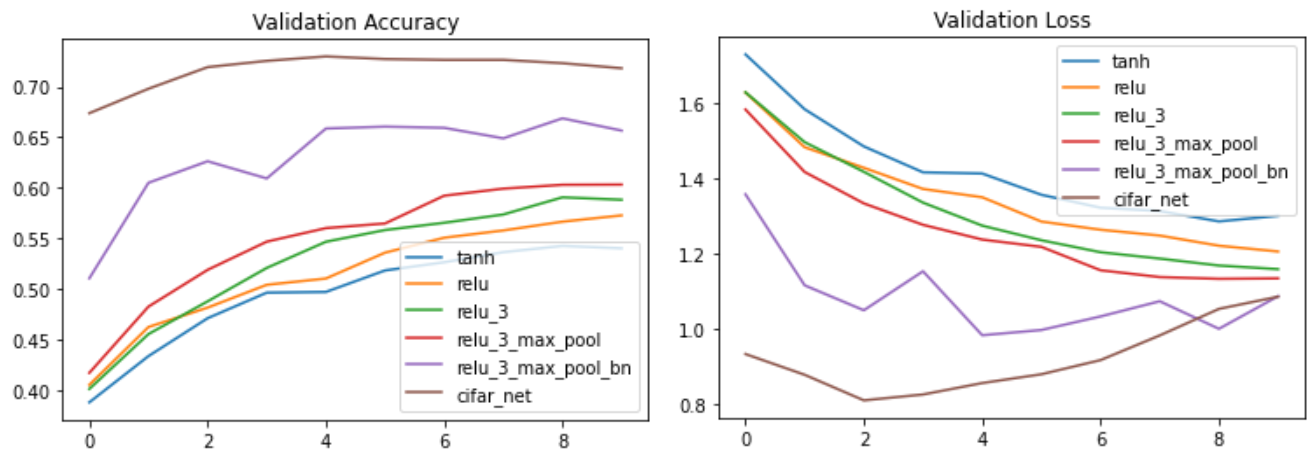 Validation Accuracy
0.70
0.65
0.60
0.55
0.50
0.45
0.40
0
2
4
6
8
tanh
relu
relu_3
relu_3_max_pool
relu_3_max_pool_bn
cifar_net
Validation Loss
1.6
1.4
1.2
1.0
0.8
0
2
4
6
8
tanh
relu
relu_3
relu_3_max_pool
relu_3_max_pool_bn
cifar_net